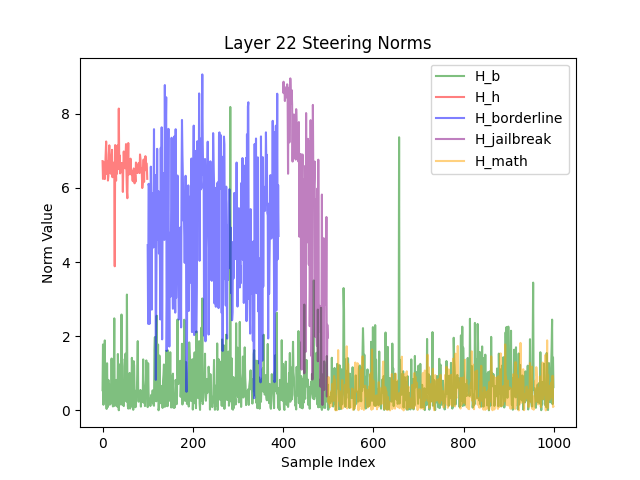 Layer 22 Steering Norms
H_b
H_h
H_borderline
H_jailbreak
H_math
Norm Value
8
6
4
2
0
0 200 400 600 800 1000
Sample Index